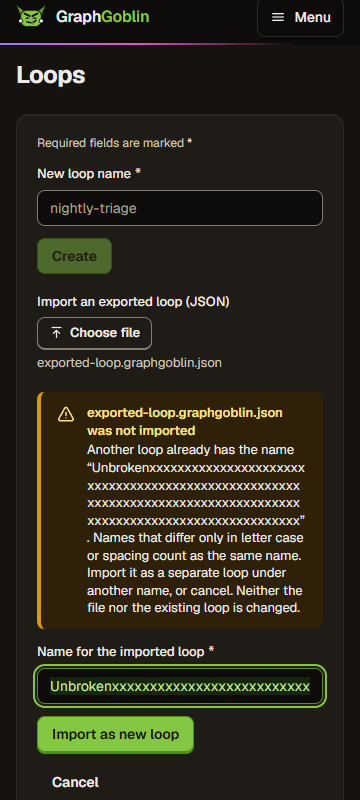 GraphGoblin
Menu
Loops
Required fields are marked *
New loop name *
nightly-triage
Create
Import an exported loop (JSON)
Choose file
exported-loop.graphgoblin.json
exported-loop.graphgoblin.json
was not imported
Another loop already has the name
“Unbrokenxxxxxxxxxxxxxxxxxxxxxx
xxxxxxxxxxxxxxxxxxxxxxxxxxxxxx
xxxxxxxxxxxxxxxxxxxxxxxxxxxxxx
xxxxxxxxxxxxxxxxxxxxxxxxxxxxxx”
. Names that differ only in letter case
or spacing count as the same name.
Import it as a separate loop under
another name, or cancel. Neither the
file nor the existing loop is changed.
Name for the imported loop *
Unbrokenxxxxxxxxxxxxxxxxxxxxxxxxxx
Import as new loop
Cancel